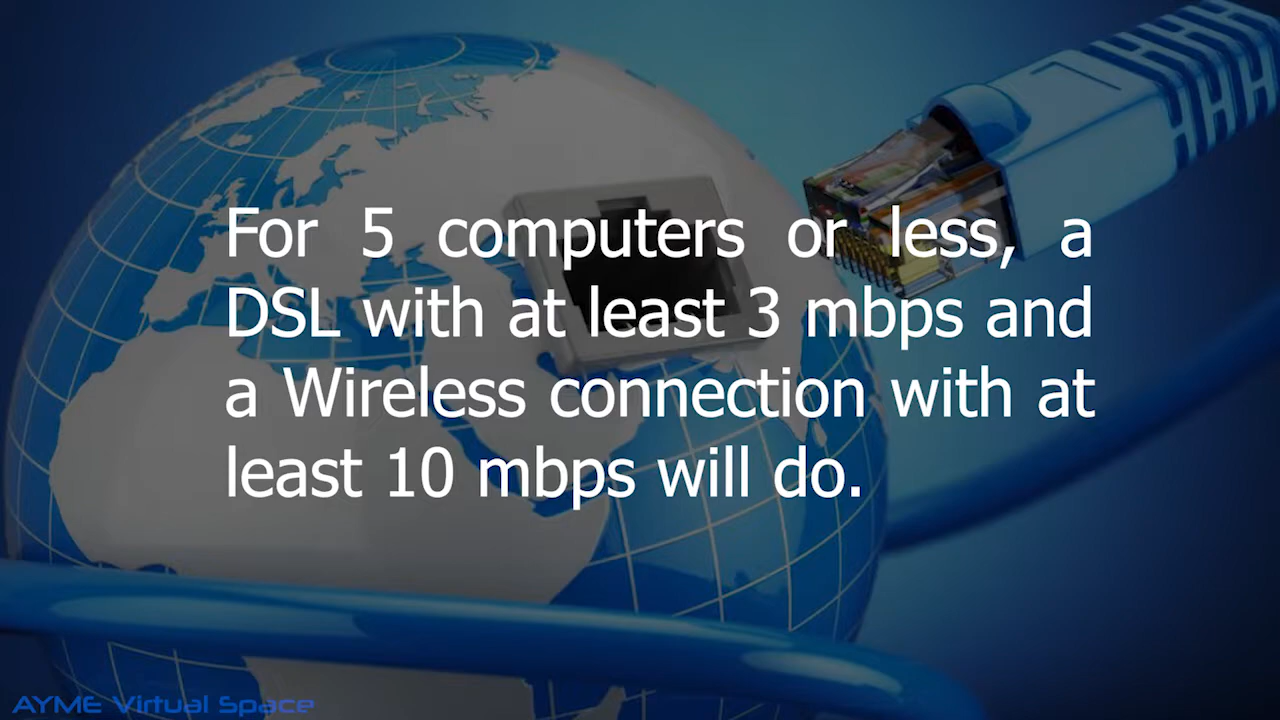 For 5 computers or less, a
DSL with at least 3 mbps and
a Wireless connection with at
least 10 mbps will do.
AYME Virtual Space